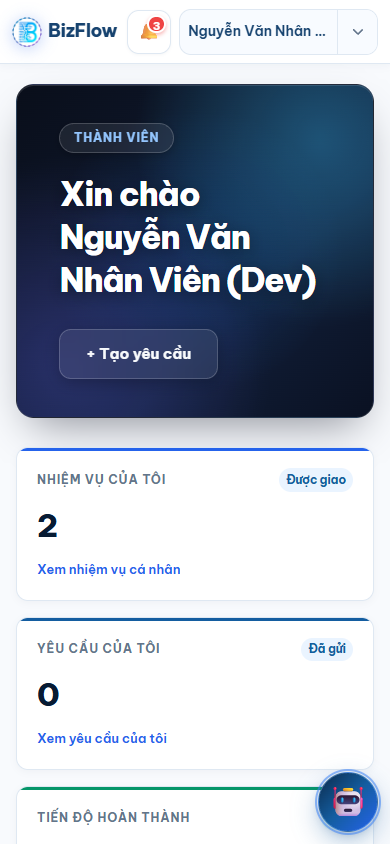 BizFlow
3
Nguyễn Văn Nhân ...
THÀNH VIÊN
Xin chào
Nguyễn Văn
Nhân Viên (Dev)
+ Tạo yêu cầu
NHIỆM VỤ CỦA TÔI
Được giao
2
Xem nhiệm vụ cá nhân
YÊU CẦU CỦA TÔI
Đã gửi
0
Xem yêu cầu của tôi
TIẾN ĐỘ HOÀN THÀNH